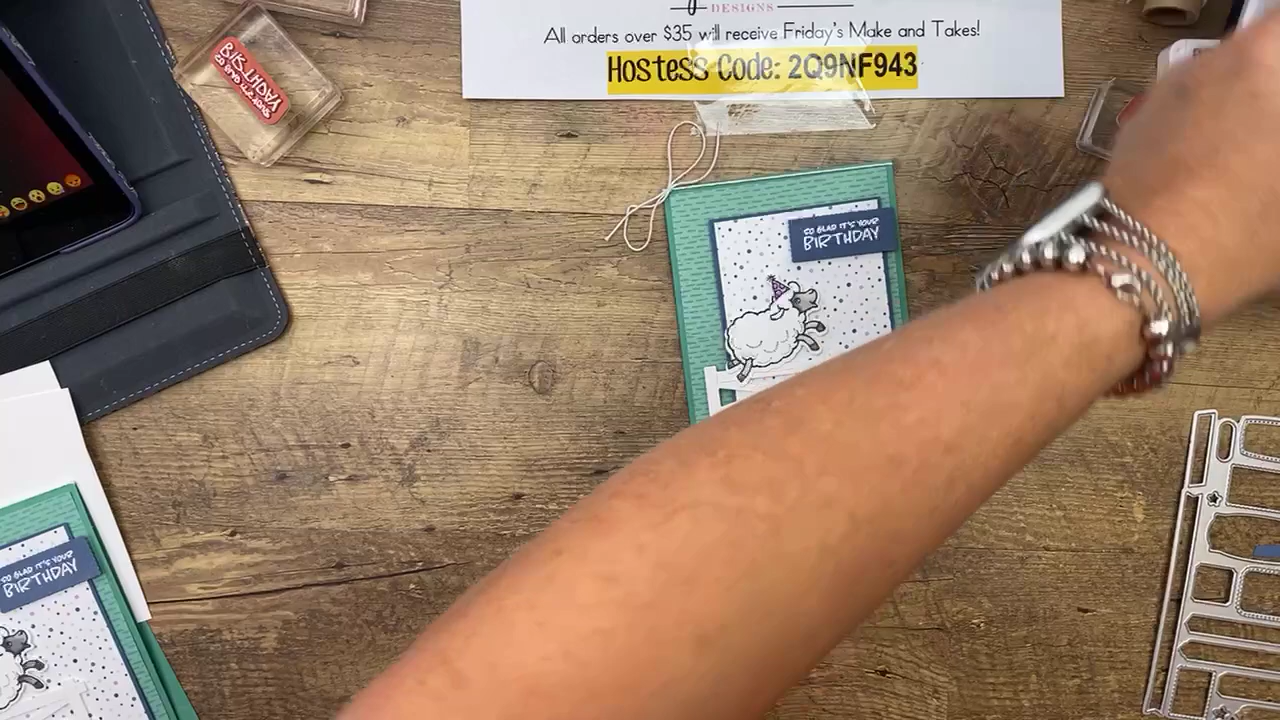 DESIGNS
All orders over $35 will receive Friday's Make and Takes!
Hostess Code: 2Q9NF943
SO GLAD IT'S YOUR
BIRTHDAY
SO GLAD IT'S YOUR
BIRTHDAY